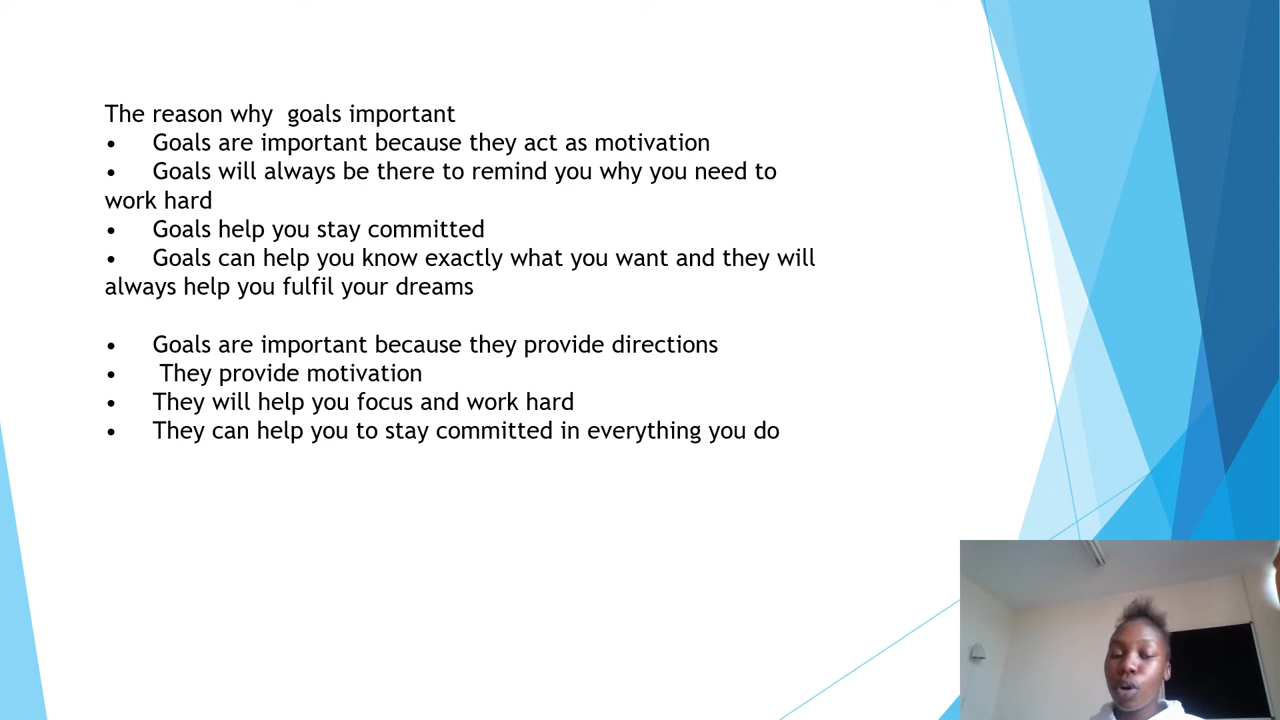 The reason why  goals important
• Goals are important because they act as motivation
• Goals will always be there to remind you why you need to
work hard
• Goals help you stay committed
• Goals can help you know exactly what you want and they will
always help you fulfil your dreams
• Goals are important because they provide directions
• They provide motivation
• They will help you focus and work hard
• They can help you to stay committed in everything you do